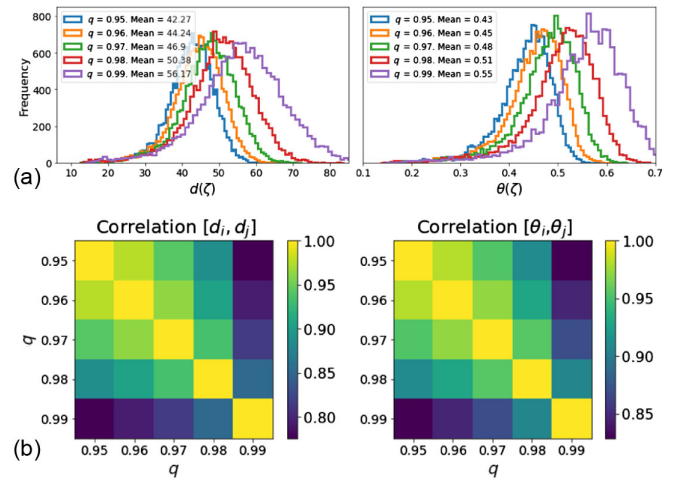 800
600
400
200
0
Frequency
q = 0.95. Mean = 42.27
q = 0.96. Mean = 44.24
q = 0.97. Mean = 46.9
q = 0.98. Mean = 50.38
q = 0.99. Mean = 56.17
10 20 30 40 50 60 70 80
d(ζ)
q = 0.95. Mean = 0.43
q = 0.96. Mean = 0.45
q = 0.97. Mean = 0.48
q = 0.98. Mean = 0.51
q = 0.99. Mean = 0.55
0.1 0.2 0.3 0.4 0.5 0.6 0.7
θ(ζ)
(a)
Correlation [d_i, d_j]
0.95
0.96
0.97
0.98
0.99
q
0.95 0.96 0.97 0.98 0.99
q
1.00
0.95
0.90
0.85
0.80
Correlation [θ_i,θ_j]
0.95
0.96
0.97
0.98
0.99
0.95 0.96 0.97 0.98 0.99
q
1.00
0.95
0.90
0.85
(b)